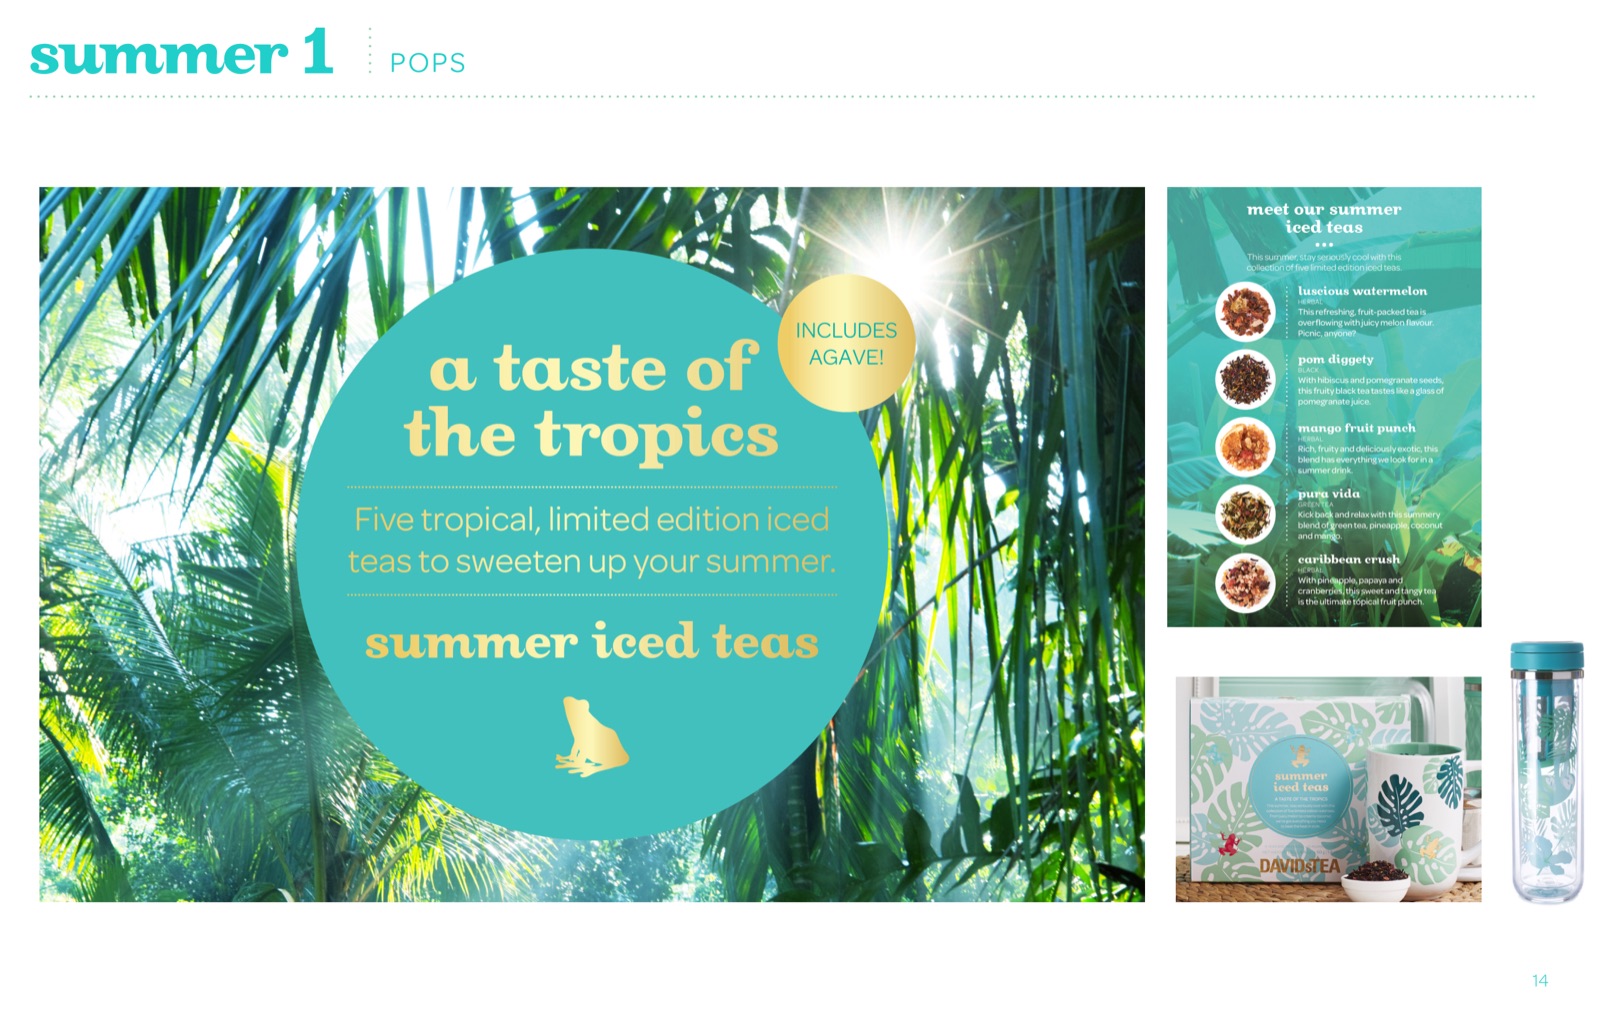 summer 1
POPS
a taste of
the tropics
INCLUDES
AGAVE!
Five tropical, limited edition iced
teas to sweeten up your summer.
summer iced teas
meet our summer
iced teas
This summer, stay seriously cool with this
collection of five limited edition iced teas.
luscious watermelon
HERBAL
This refreshing, fruit-packed tea is
overflowing with juicy melon flavour.
Picnic, anyone?
pom diggety
BLACK
With hibiscus and pomegranate seeds,
this fruity black tea tastes like a glass of
pomegranate juice.
mango fruit punch
HERBAL
Rich, fruity and deliciously exotic, this
blend has everything we look for in a
summer drink.
pura vida
GREEN TEA
Kick back and relax with this summery
blend of green tea, pineapple, coconut
and mango.
caribbean crush
HERBAL
With pineapple, papaya and
cranberries, this sweet and tangy tea
is the ultimate topical fruit punch.
summer
iced teas
A TASTE OF THE TROPICS
DAVIDsTEA
14